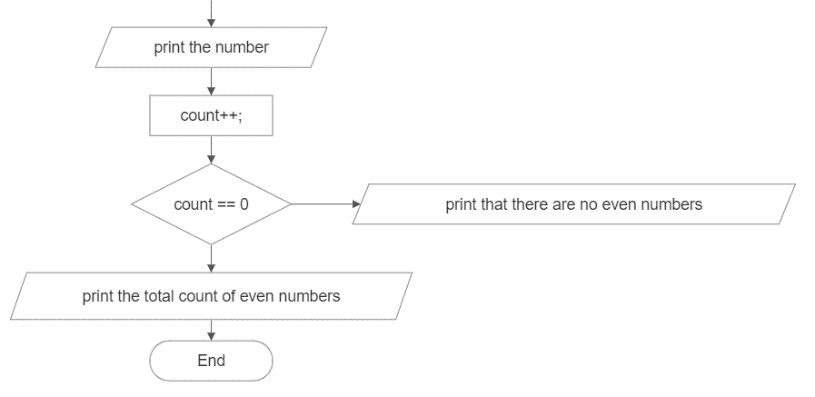 print the number
count++;
count == 0
print that there are no even numbers
print the total count of even numbers
End